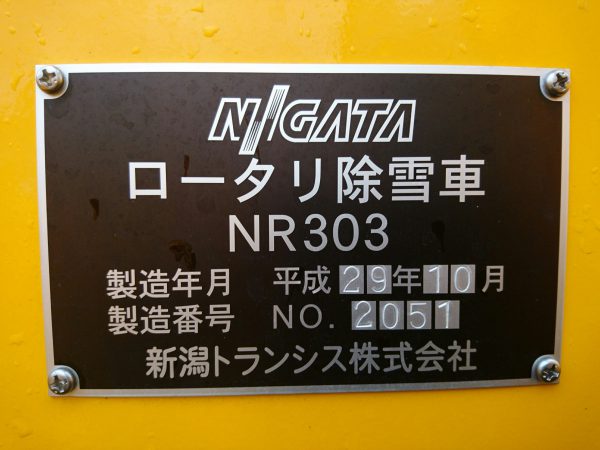 NIIGATA
ロータリ除雪車
NR303
製造年月 平成29年10月
製造番号 NO. 2051
新潟トランシス株式会社